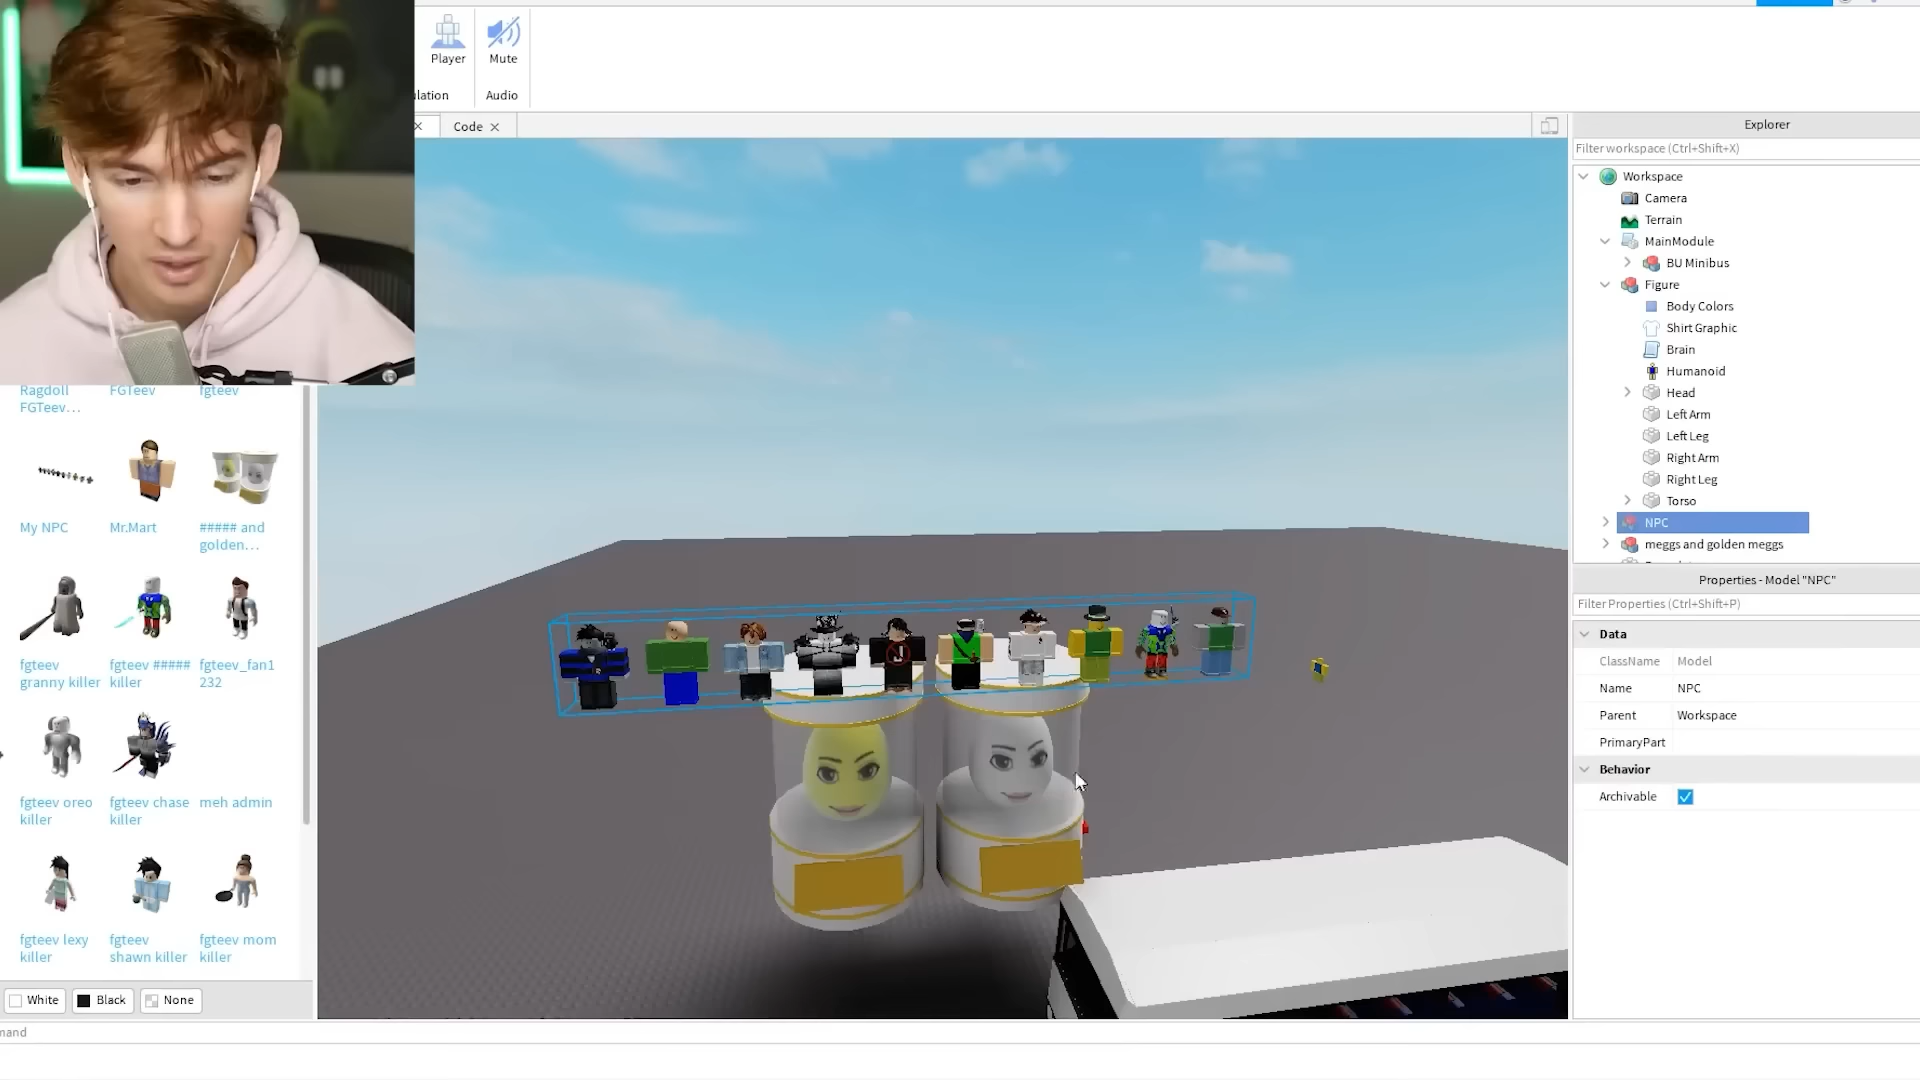 Player
Mute
Audio
Code
Explorer
Filter workspace (Ctrl+Shift+X)
Workspace
Camera
Terrain
MainModule
BU Minibus
Figure
Body Colors
Shirt Graphic
Brain
Humanoid
Head
Left Arm
Left Leg
Right Arm
Right Leg
Torso
NPC
meggs and golden meggs
Properties - Model "NPC"
Filter Properties (Ctrl+Shift+P)
Data
ClassName Model
Name NPC
Parent Workspace
PrimaryPart
Behavior
Archivable
Ragdoll
FGTeev...
FGTeev
fgteev
My NPC
Mr.Mart
##### and
golden...
fgteev
granny killer
fgteev #####
killer
fgteev_fan1
232
fgteev oreo
killer
fgteev chase
killer
meh admin
fgteev lexy
killer
fgteev
shawn killer
fgteev mom
killer
White
Black
None